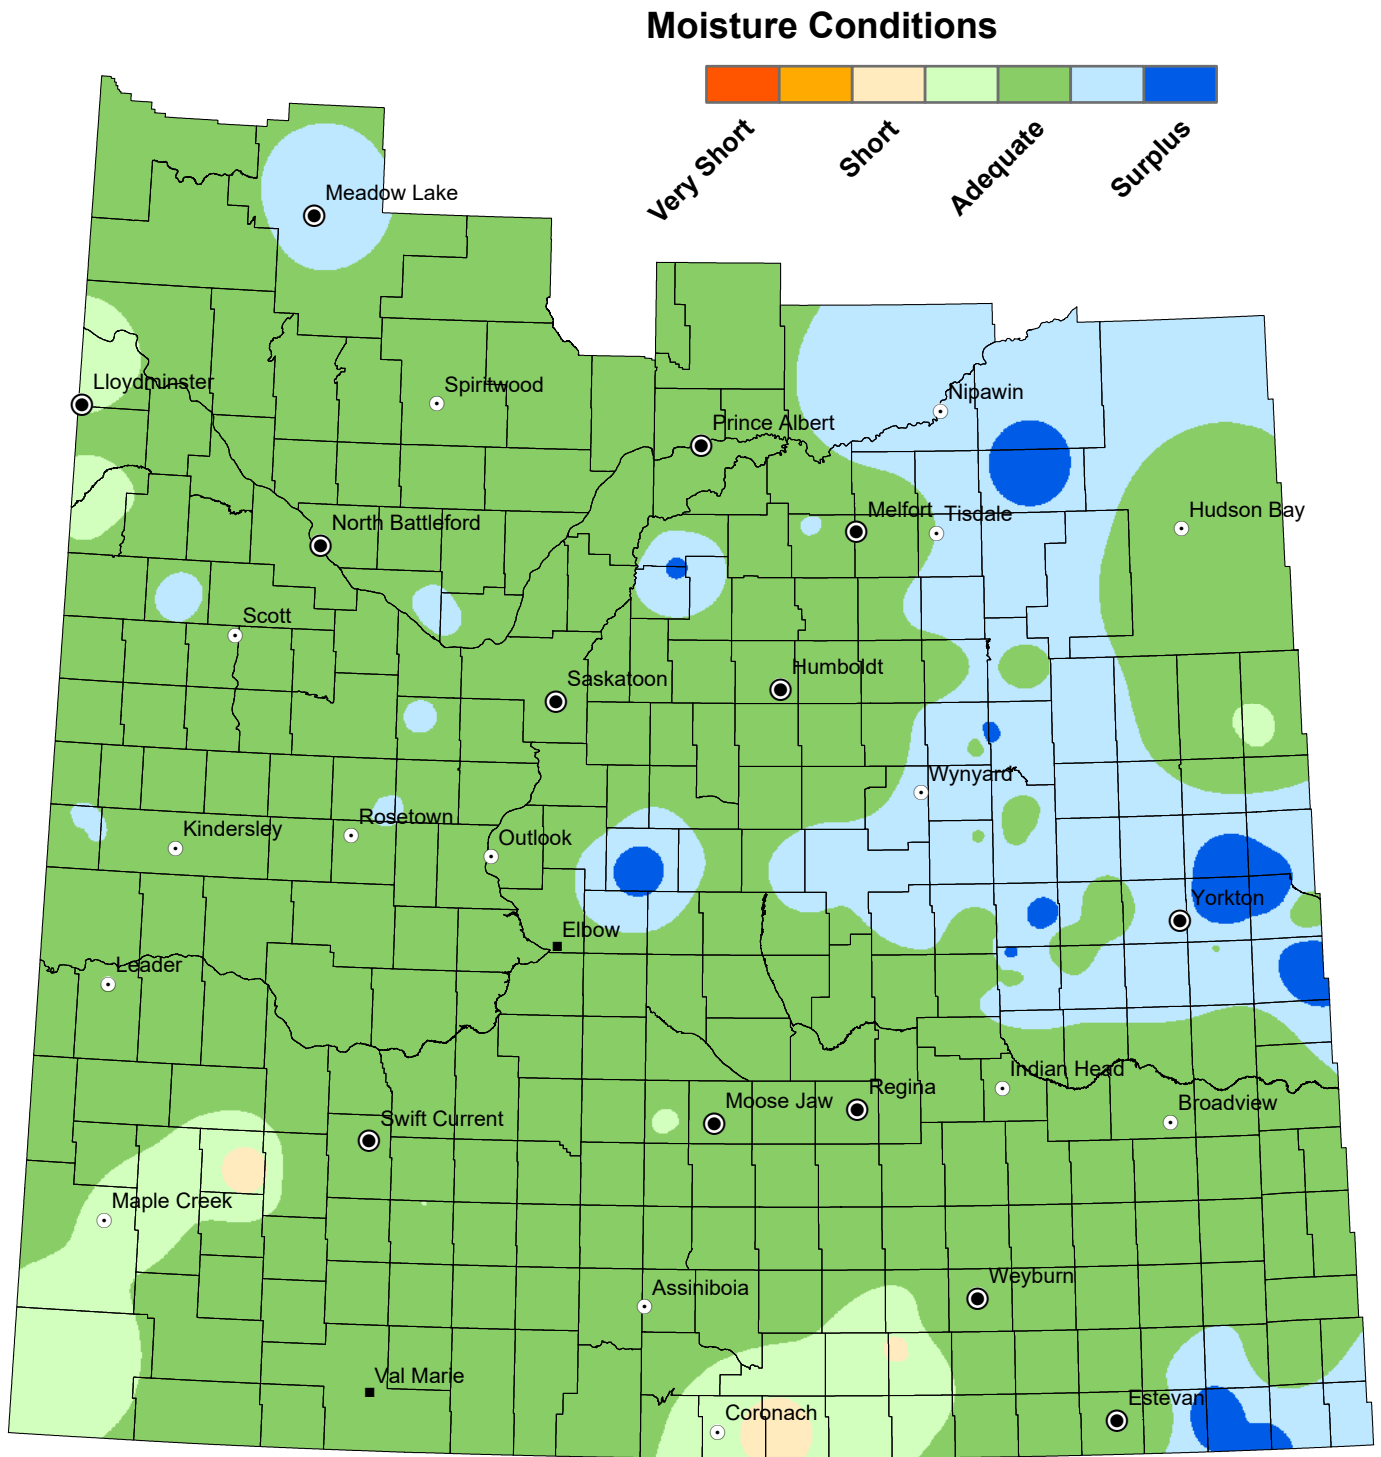 Moisture Conditions
Very Short
Short
Adequate
Surplus
Meadow Lake
Lloydminster
Spiritwood
Nipawin
Prince Albert
North Battleford
Melfort
Tisdale
Hudson Bay
Scott
Saskatoon
Humboldt
Wynyard
Kindersley
Rosetown
Outlook
Yorkton
Elbow
Leader
Indian Head
Regina
Moose Jaw
Broadview
Swift Current
Maple Creek
Assiniboia
Weyburn
Val Marie
Coronach
Estevan